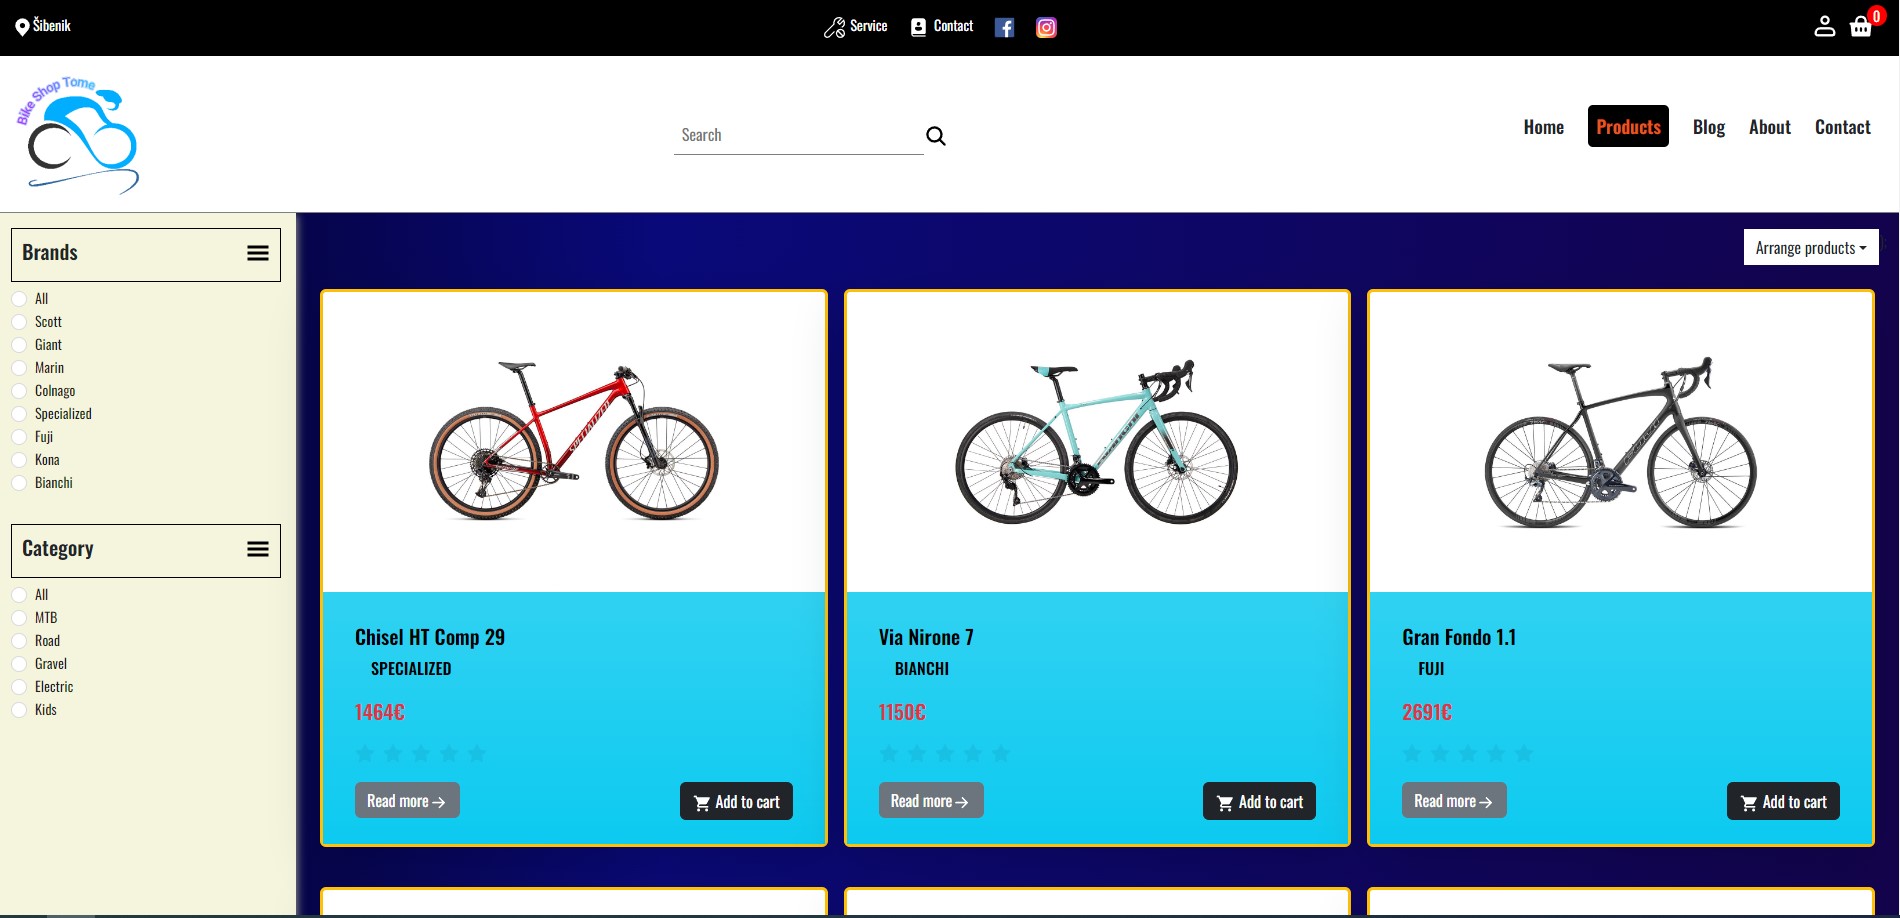 Šibenik
Service
Contact
0
Bike Shop Tome
Search
Home
Products
Blog
About
Contact
Brands
All
Scott
Giant
Marin
Colnago
Specialized
Fuji
Kona
Bianchi
Category
All
MTB
Road
Gravel
Electric
Kids
Arrange products
SPECIALIZED
Chisel HT Comp 29
SPECIALIZED
1464€
Read more
Add to cart
Via Nirone 7
BIANCHI
1150€
Read more
Add to cart
Gran Fondo 1.1
FUJI
2691€
Read more
Add to cart